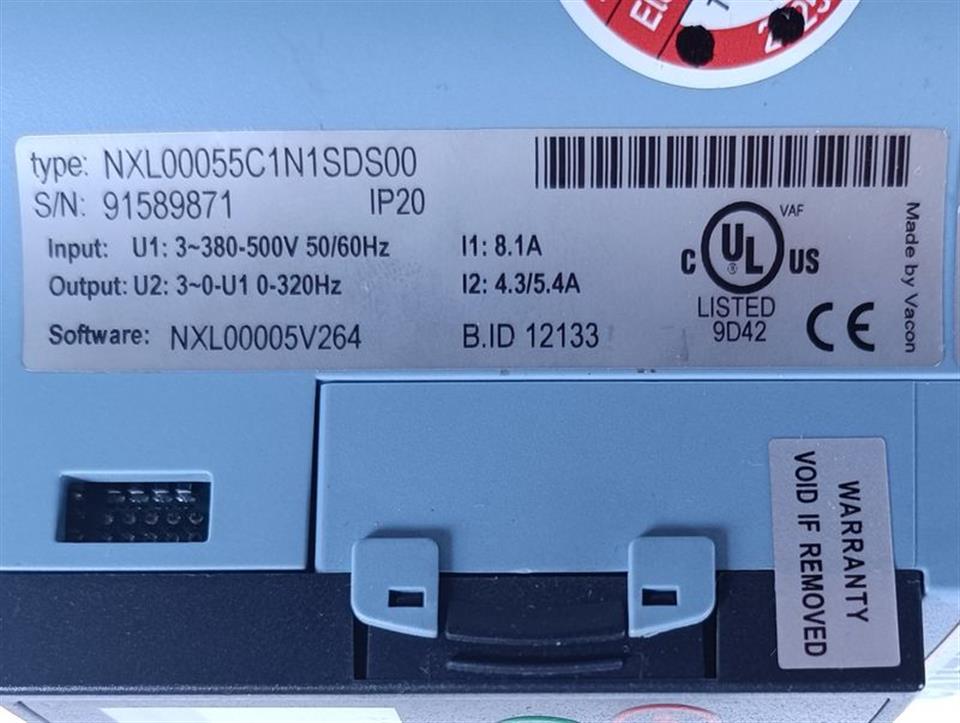 type: NXL00055C1N1SDS00
S/N: 91589871 IP20
Input: U1: 3~380-500V 50/60Hz I1: 8.1A
Output: U2: 3~0-U1 0-320Hz I2: 4.3/5.4A
Software: NXL00005V264 B.ID 12133
VAF
C UL US
®
LISTED
9D42
CE
Made by Vacon
WARRANTY
VOID IF REMOVED